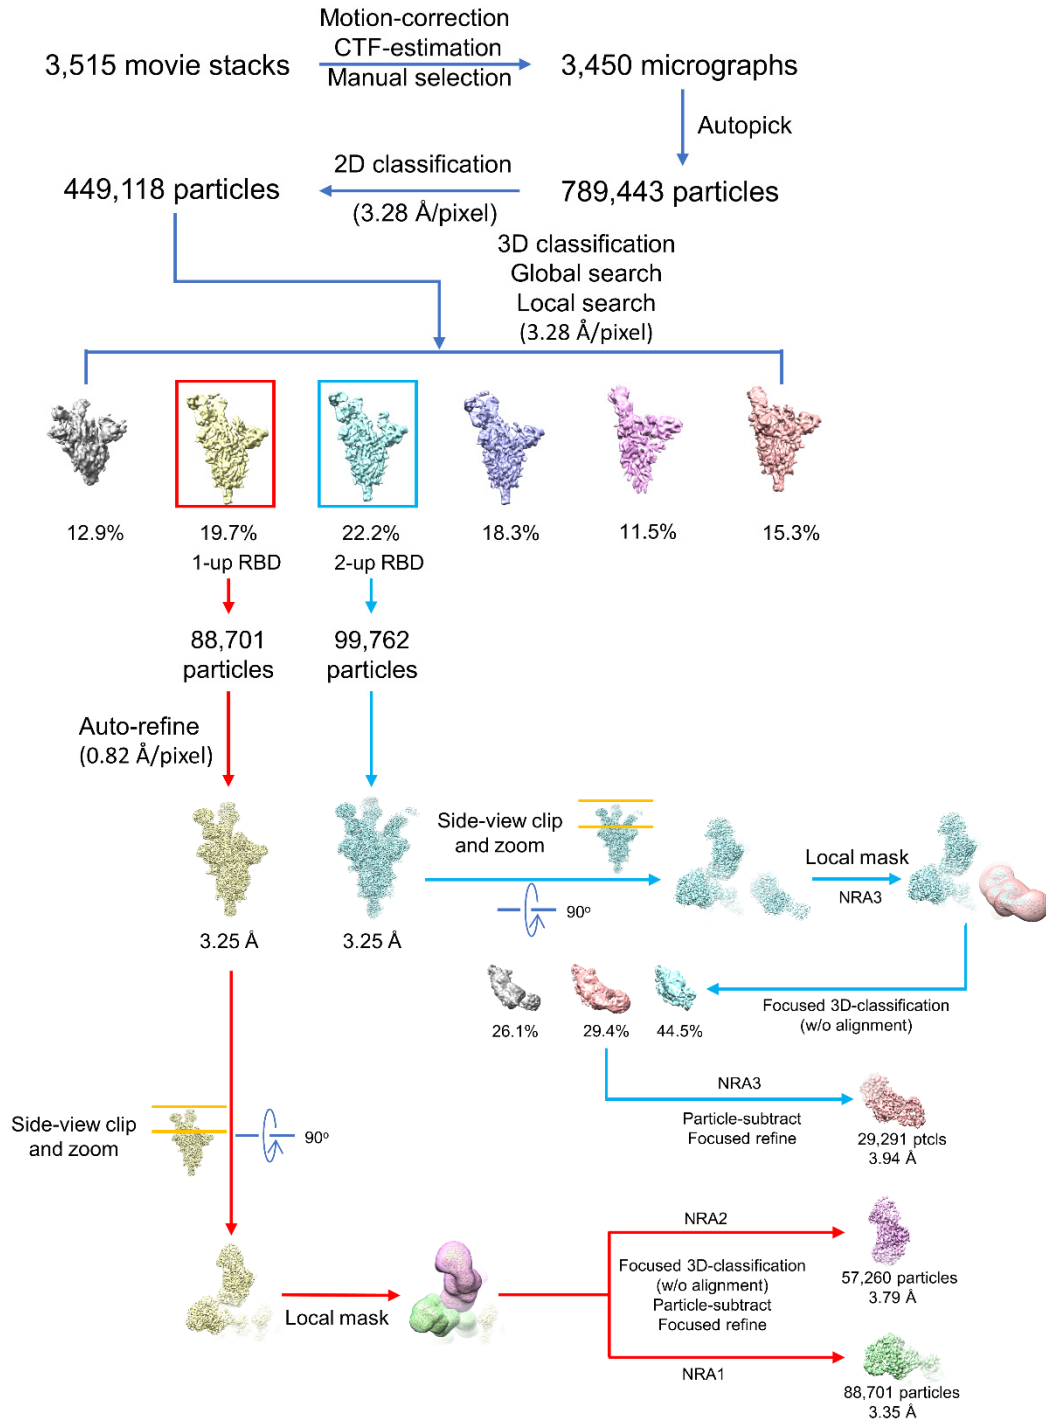 Motion-correction
CTF-estimation
Manual selection
3,515 movie stacks
3,450 micrographs
Autopick
2D classification
(3.28 Å/pixel)
449,118 particles
789,443 particles
3D classification
Global search
Local search
(3.28 Å/pixel)
12.9%
19.7%
22.2%
18.3%
11.5%
15.3%
1-up RBD
2-up RBD
88,701
particles
99,762
particles
Auto-refine
(0.82 Å/pixel)
3.25 Å
3.25 Å
Side-view clip
and zoom
90º
Local mask
NRA3
26.1%
29.4%
44.5%
Focused 3D-classification
(w/o alignment)
NRA3
Particle-subtract
Focused refine
29,291 ptcls
3.94 Å
Side-view clip
and zoom
90º
Local mask
NRA2
Focused 3D-classification
(w/o alignment)
Particle-subtract
Focused refine
NRA1
57,260 particles
3.79 Å
88,701 particles
3.35 Å